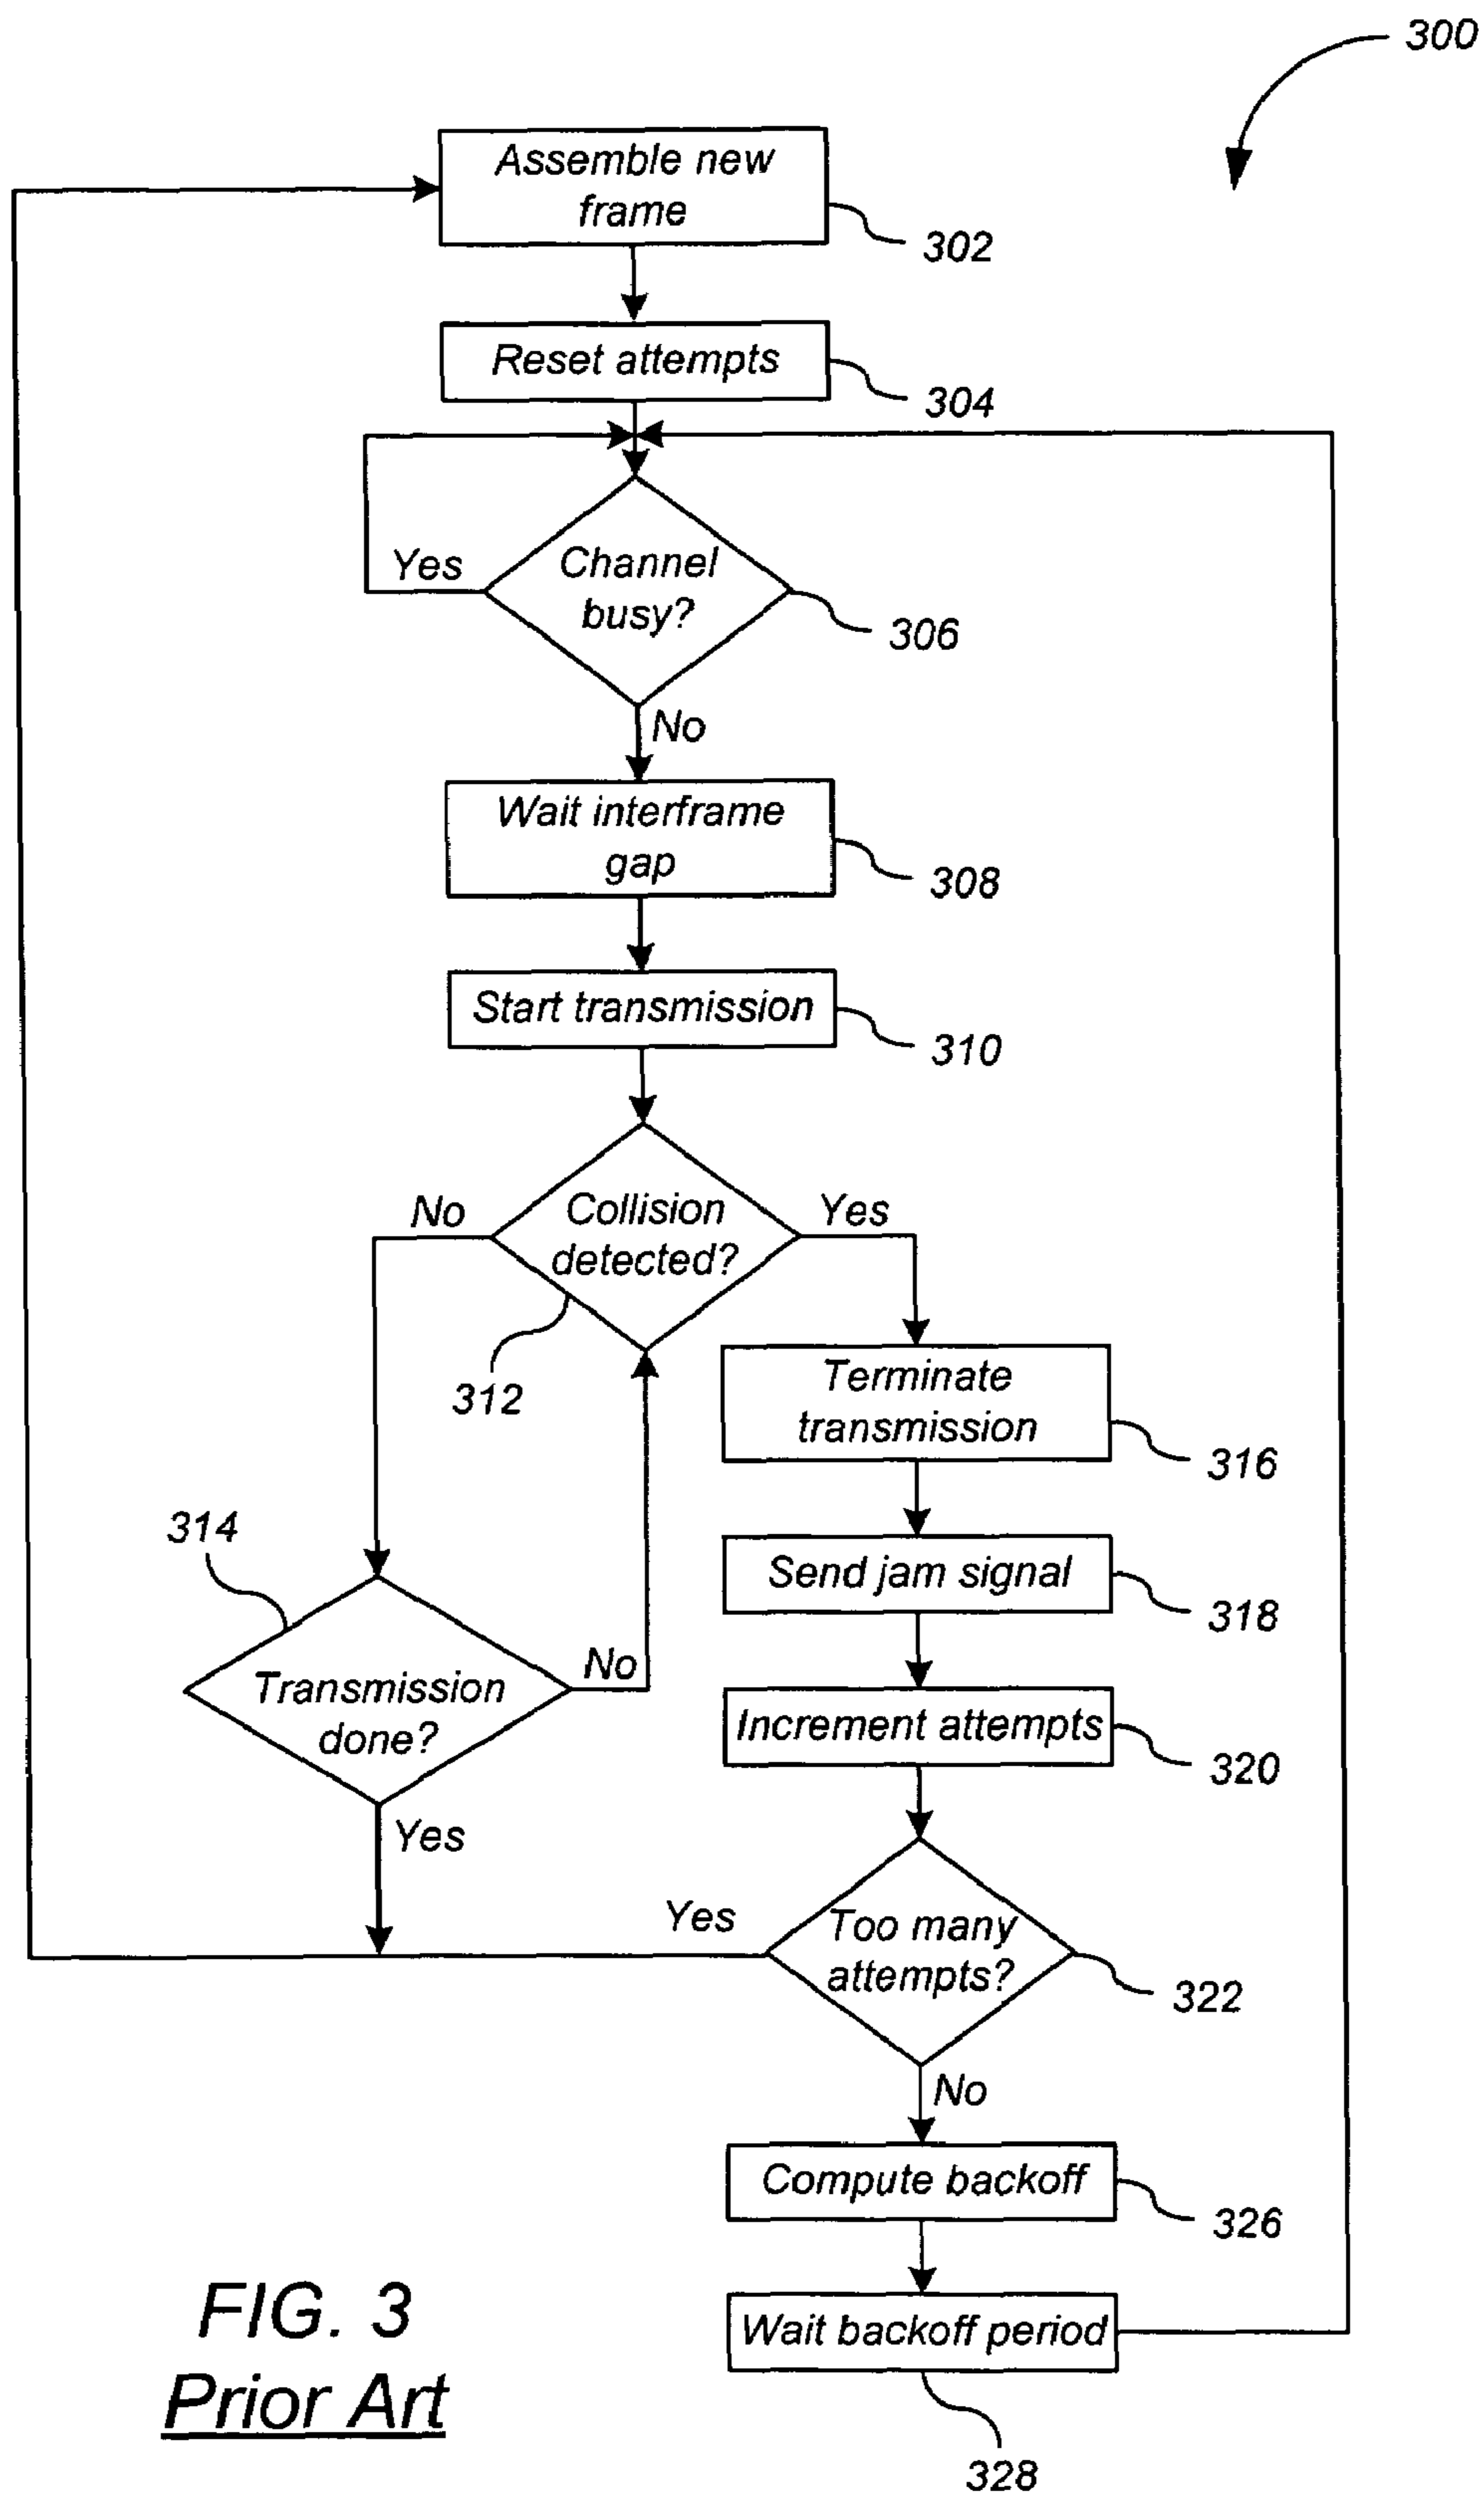 300
Assemble new
frame
302
Reset attempts
304
Yes
Channel
busy?
306
No
Wait interframe
gap
308
Start transmission
310
No
Collision
detected?
Yes
312
Terminate
transmission
316
314
Send jam signal
318
Transmission
done?
No
Increment attempts
320
Yes
Yes
Too many
attempts?
322
No
Compute backoff
326
Wait backoff period
328
FIG. 3
Prior Art